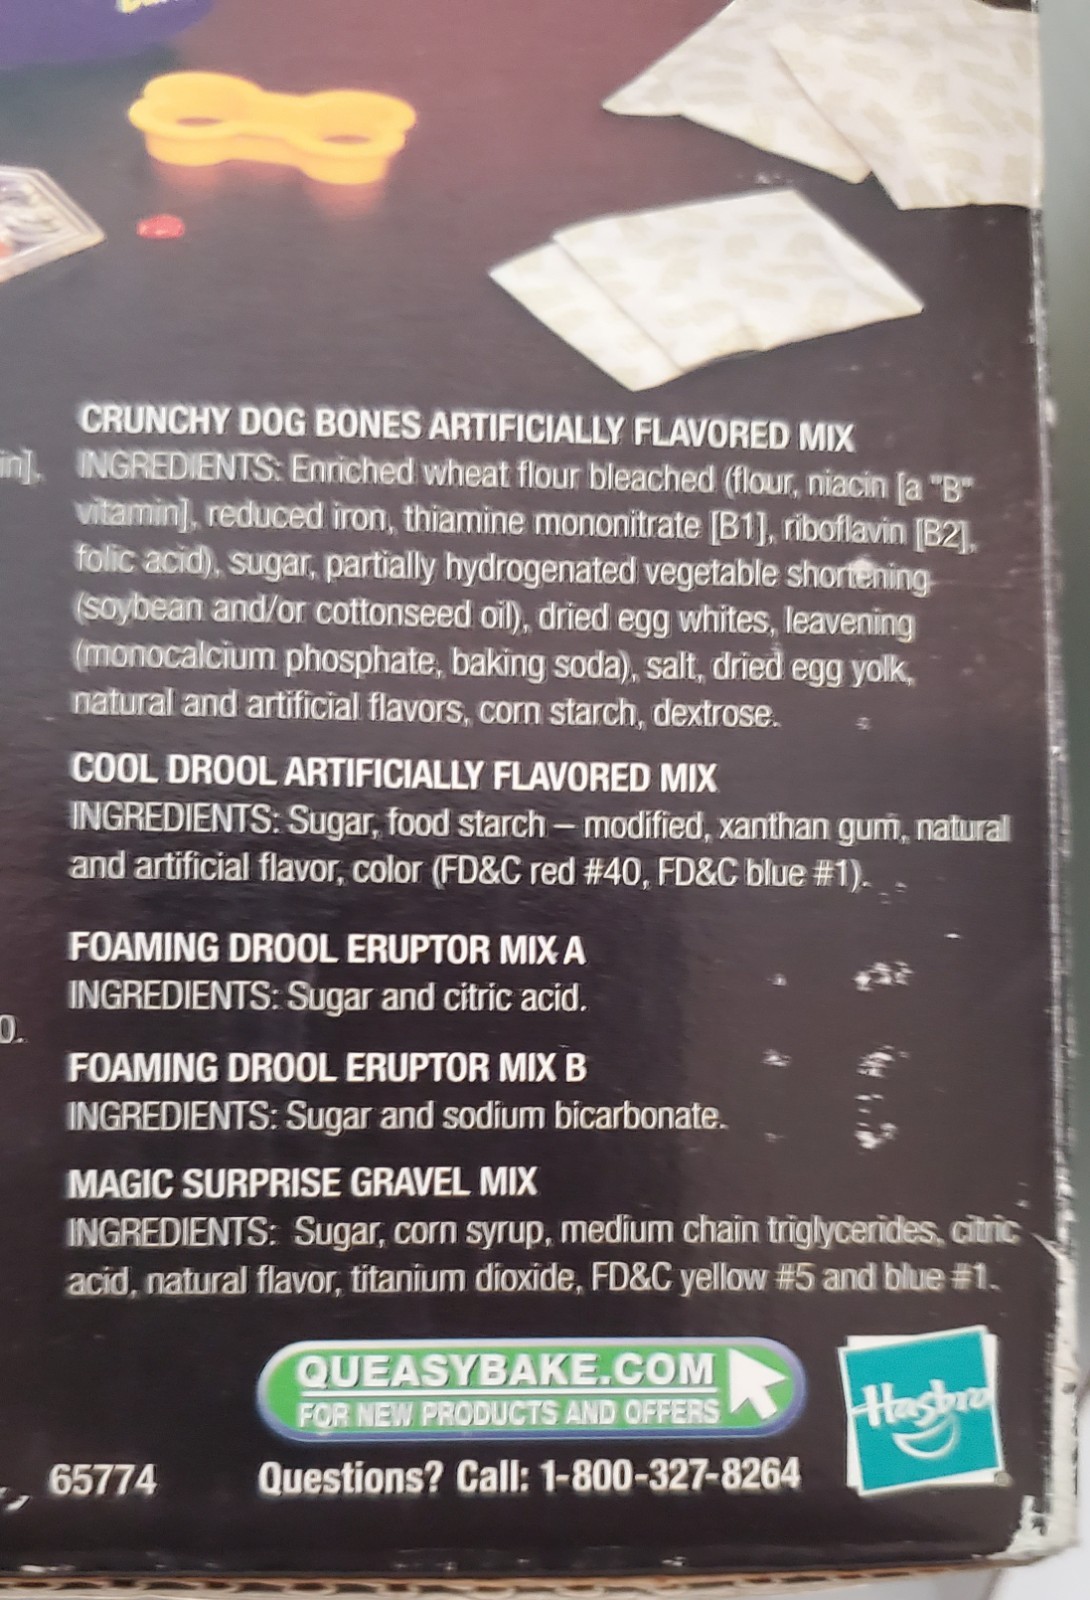 CRUNCHY DOG BONES ARTIFICIALLY FLAVORED MIX
in], INGREDIENTS: Enriched wheat flour bleached (flour, niacin [a "B"
vitamin], reduced iron, thiamine mononitrate [B1], riboflavin [B2],
folic acid), sugar, partially hydrogenated vegetable shortening
(soybean and/or cottonseed oil), dried egg whites, leavening
(monocalcium phosphate, baking soda), salt, dried egg yolk,
natural and artificial flavors, corn starch, dextrose.
COOL DROOL ARTIFICIALLY FLAVORED MIX
INGREDIENTS: Sugar, food starch – modified, xanthan gum, natural
and artificial flavor, color (FD&C red #40, FD&C blue #1).
FOAMING DROOL ERUPTOR MIX A
INGREDIENTS: Sugar and citric acid.
0.
FOAMING DROOL ERUPTOR MIX B
INGREDIENTS: Sugar and sodium bicarbonate.
MAGIC SURPRISE GRAVEL MIX
INGREDIENTS: Sugar, corn syrup, medium chain triglycerides, citric
acid, natural flavor, titanium dioxide, FD&C yellow #5 and blue #1.
QUEASYBAKE.COM
FOR NEW PRODUCTS AND OFFERS
Hasbro
65774
Questions? Call: 1-800-327-8264